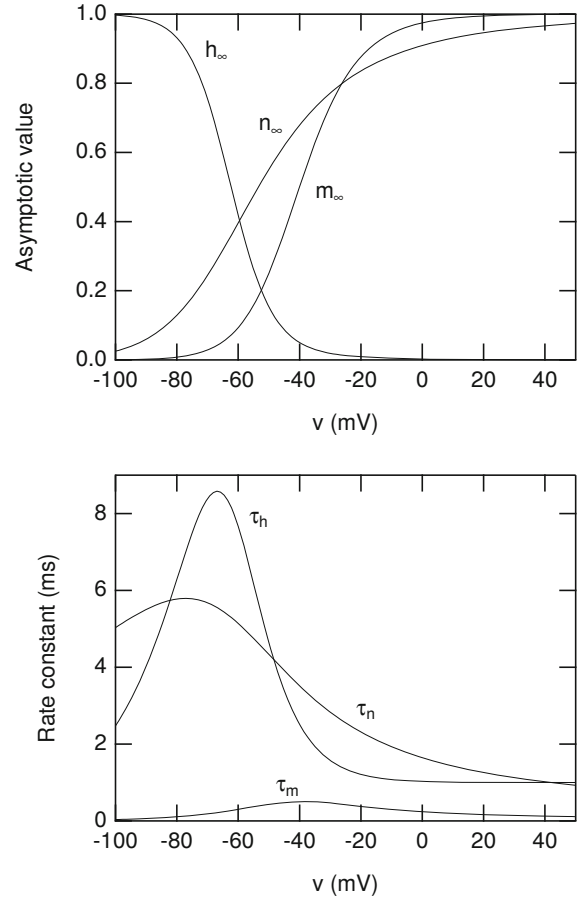 1.0
0.8
0.6
0.4
0.2
0.0
Asymptotic value
h∞
n∞
m∞
-100 -80 -60 -40 -20 0 20 40
v (mV)
8
6
4
2
0
Rate constant (ms)
τh
τn
τm
-100 -80 -60 -40 -20 0 20 40
v (mV)